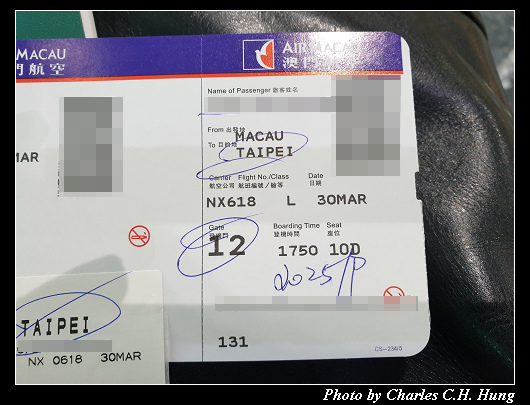 MACAU
門航空
MAR
TAIPEI
NX 0618 30MAR
AIR MACAU
澳門
Name of Passenger 旅客姓名
From 出發地
MACAU
To 目的地
TAIPEI
Carrier Flight No./Class Date
航空公司 航班編號/艙等 日期
NX618 L 30MAR
Gate Boarding Time Seat
登機門 登機時間 座位
12 1750 10D
131
CS-234/5
Photo by Charles C.H. Hung